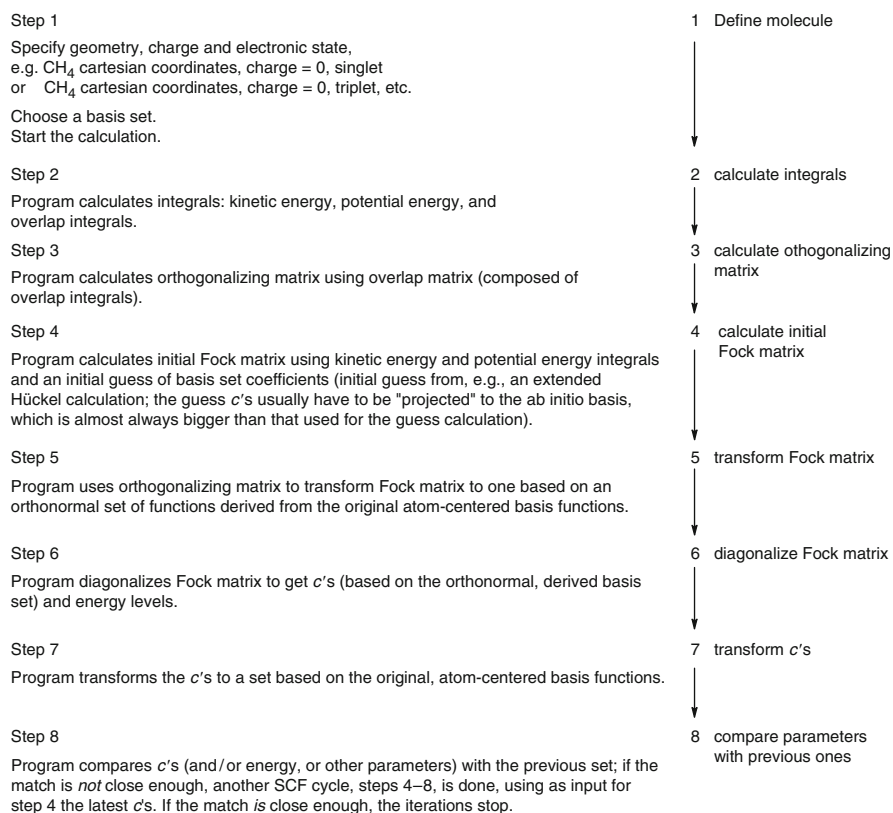 Step 1
Specify geometry, charge and electronic state,
e.g. CH4 cartesian coordinates, charge = 0, singlet
or CH4 cartesian coordinates, charge = 0, triplet, etc.
Choose a basis set.
Start the calculation.
1 Define molecule
Step 2
Program calculates integrals: kinetic energy, potential energy, and
overlap integrals.
2 calculate integrals
Step 3
Program calculates orthogonalizing matrix using overlap matrix (composed of
overlap integrals).
3 calculate othogonalizing
matrix
Step 4
Program calculates initial Fock matrix using kinetic energy and potential energy integrals
and an initial guess of basis set coefficients (initial guess from, e.g., an extended
Hückel calculation; the guess c's usually have to be "projected" to the ab initio basis,
which is almost always bigger than that used for the guess calculation).
4 calculate initial
Fock matrix
Step 5
Program uses orthogonalizing matrix to transform Fock matrix to one based on an
orthonormal set of functions derived from the original atom-centered basis functions.
5 transform Fock matrix
Step 6
Program diagonalizes Fock matrix to get c's (based on the orthonormal, derived basis
set) and energy levels.
6 diagonalize Fock matrix
Step 7
Program transforms the c's to a set based on the original, atom-centered basis functions.
7 transform c's
Step 8
Program compares c's (and/or energy, or other parameters) with the previous set; if the
match is not close enough, another SCF cycle, steps 4–8, is done, using as input for
step 4 the latest c's. If the match is close enough, the iterations stop.
8 compare parameters
with previous ones